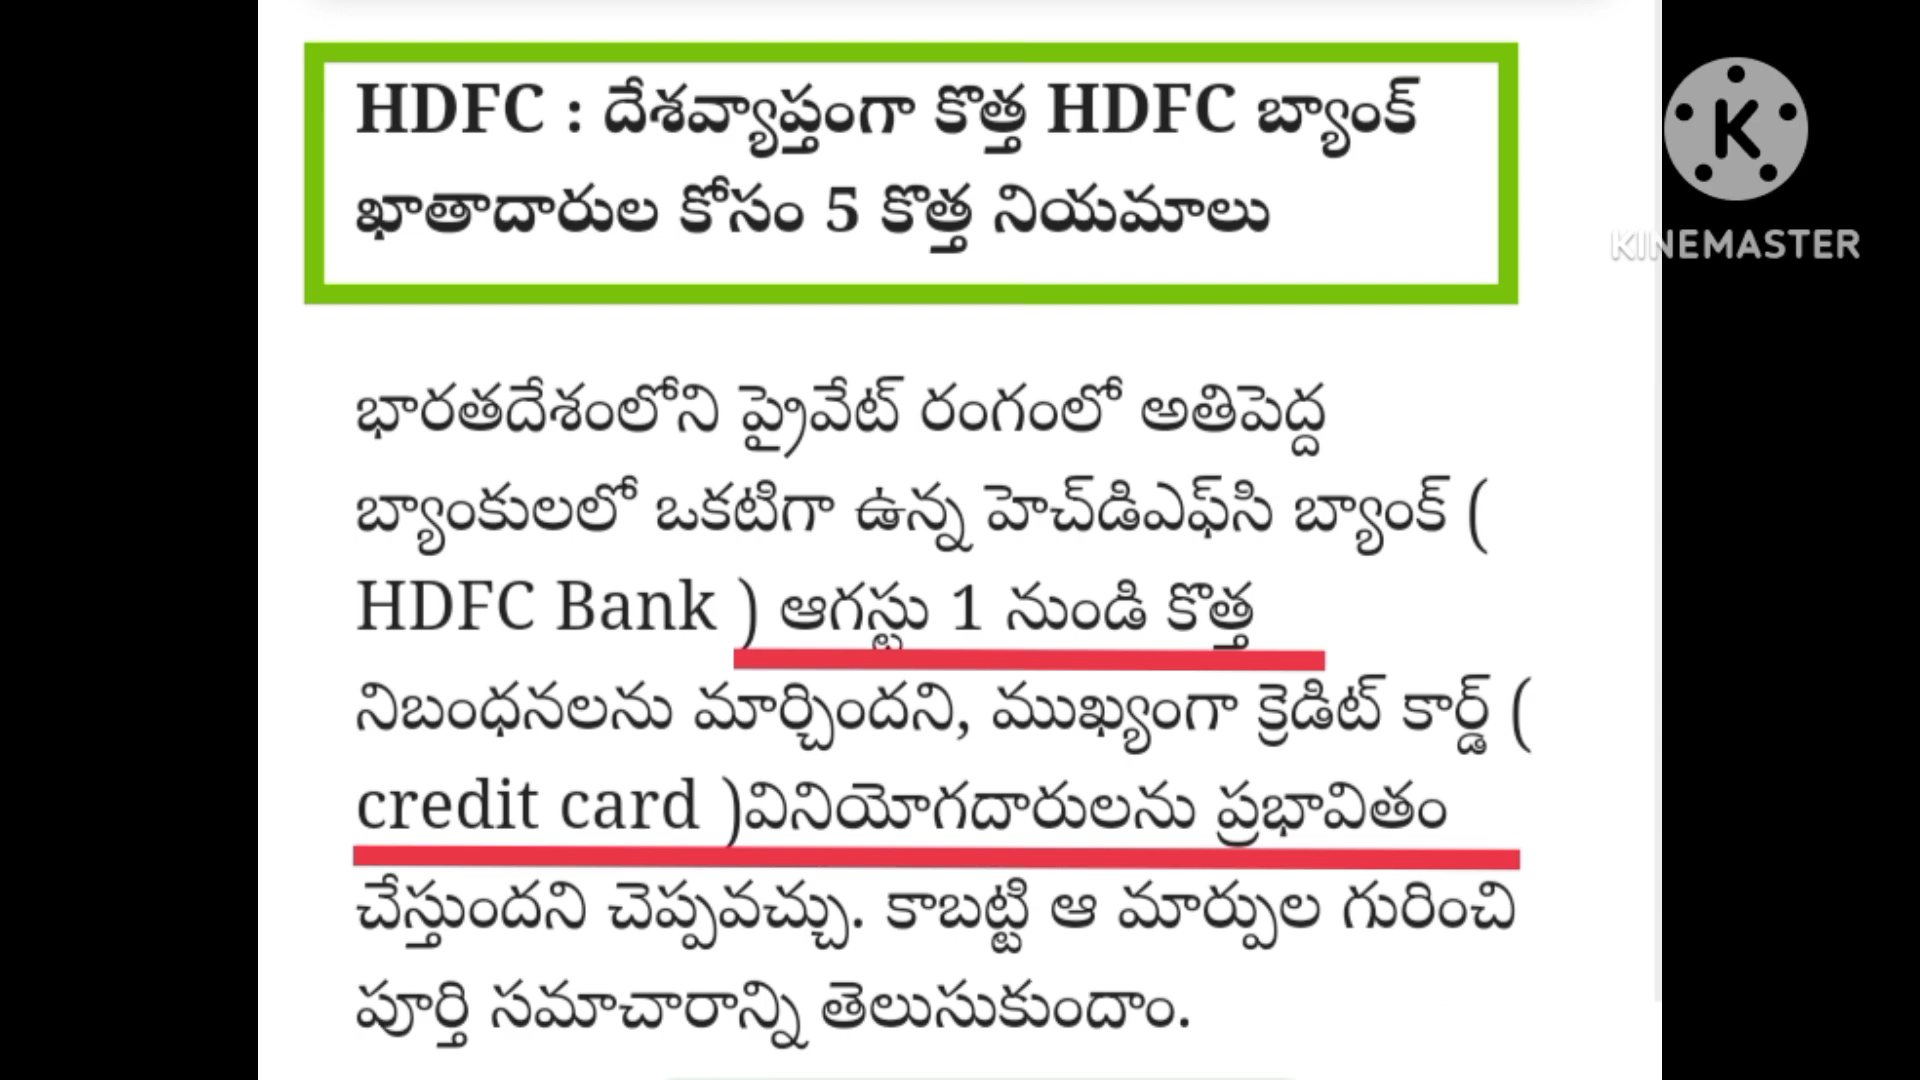 HDFC : దేశవ్యాప్తంగా కొత్త HDFC బ్యాంక్
ఖాతాదారుల కోసం 5 కొత్త నియమాలు
భారతదేశంలోని ప్రైవేట్ రంగంలో అతిపెద్ద
బ్యాంకులలో ఒకటిగా ఉన్న హెచ్‌డిఎఫ్‌సి బ్యాంక్ (
HDFC Bank ) ఆగస్టు 1 నుండి కొత్త
నిబంధనలను మార్చిందని, ముఖ్యంగా క్రెడిట్ కార్డ్ (
credit card )వినియోగదారులను ప్రభావితం
చేస్తుందని చెప్పవచ్చు. కాబట్టి ఆ మార్పుల గురించి
పూర్తి సమాచారాన్ని తెలుసుకుందాం.
K
KINEMASTER